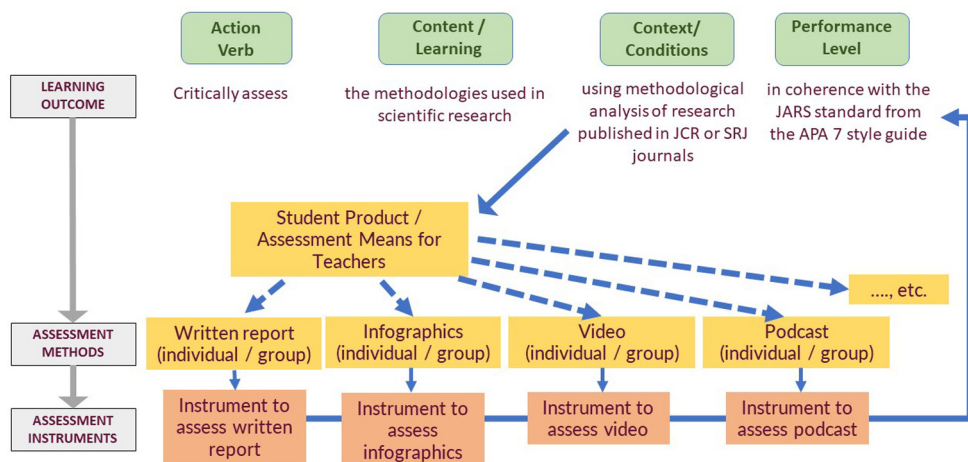 Action
Verb
Content /
Learning
Context/
Conditions
Performance
Level
LEARNING
OUTCOME
Critically assess
the methodologies used in
scientific research
using methodological
analysis of research
published in JCR or SRJ
journals
in coherence with the
JARS standard from
the APA 7 style guide
Student Product /
Assessment Means for
Teachers
...., etc.
ASSESSMENT
METHODS
Written report
(individual / group)
Infographics
(individual / group)
Video
(individual / group)
Podcast
(individual / group)
ASSESSMENT
INSTRUMENTS
Instrument to
assess written
report
Instrument to
assess
infographics
Instrument to
assess video
Instrument to
assess podcast